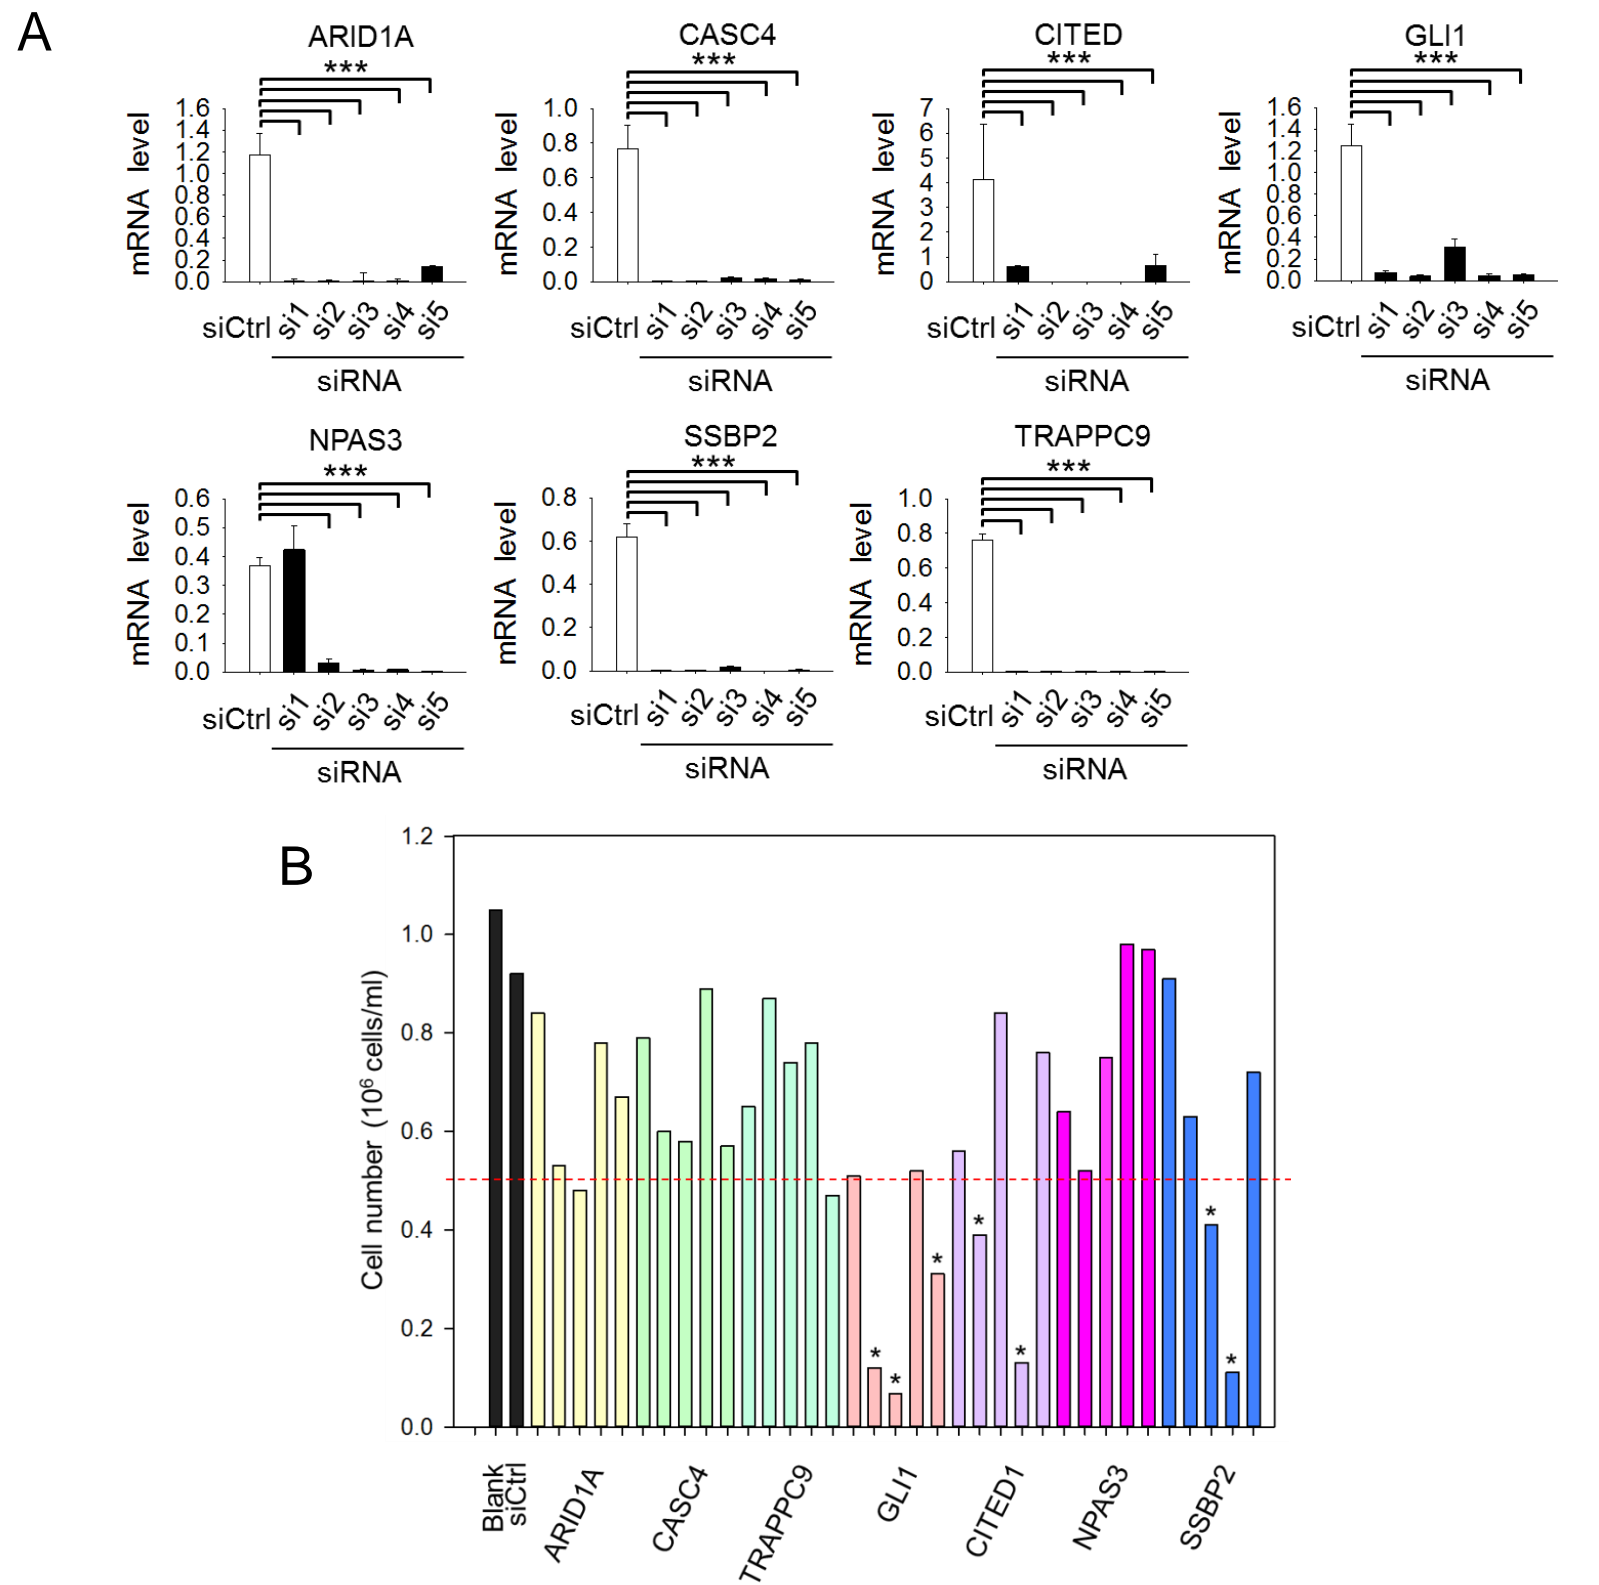 A
ARID1A
***
mRNA level
1.6
1.4
1.2
1.0
0.8
0.6
0.4
0.2
0.0
siCtrl si1 si2 si3 si4 si5
siRNA
CASC4
***
mRNA level
1.0
0.8
0.6
0.4
0.2
0.0
siCtrl si1 si2 si3 si4 si5
siRNA
CITED
***
mRNA level
7
6
5
4
3
2
1
0
siCtrl si1 si2 si3 si4 si5
siRNA
GLI1
***
mRNA level
1.6
1.4
1.2
1.0
0.8
0.6
0.4
0.2
0.0
siCtrl si1 si2 si3 si4 si5
siRNA
NPAS3
***
mRNA level
0.6
0.5
0.4
0.3
0.2
0.1
0.0
siCtrl si1 si2 si3 si4 si5
siRNA
SSBP2
***
mRNA level
0.8
0.6
0.4
0.2
0.0
siCtrl si1 si2 si3 si4 si5
siRNA
TRAPPC9
***
mRNA level
1.0
0.8
0.6
0.4
0.2
0.0
siCtrl si1 si2 si3 si4 si5
siRNA
B
Cell number (10⁶ cells/ml)
1.2
1.0
0.8
0.6
0.4
0.2
0.0
* * * * * * *
Blank siCtrl ARID1A CASC4 TRAPPC9 GLI1 CITED1 NPAS3 SSBP2